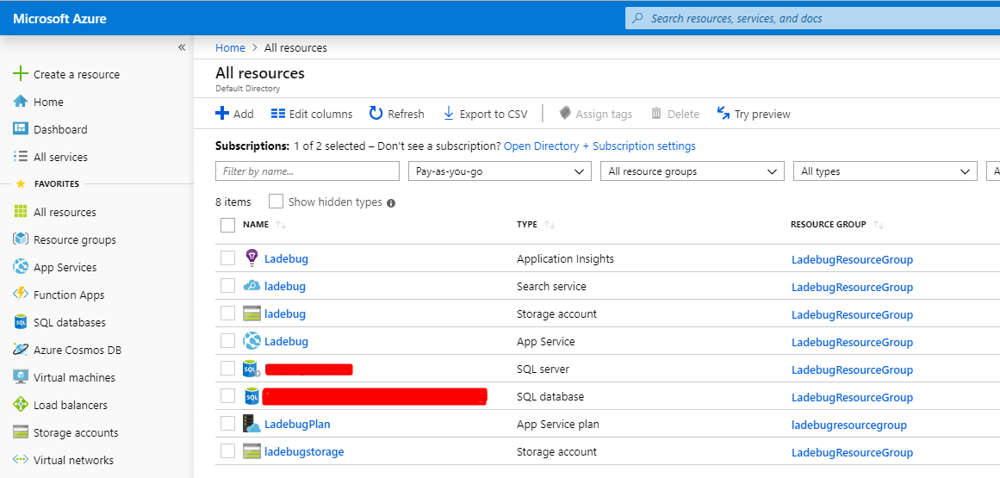 Microsoft Azure
Search resources, services, and docs
«
Create a resource
Home
Dashboard
All services
FAVORITES
All resources
Resource groups
App Services
Function Apps
SQL databases
Azure Cosmos DB
Virtual machines
Load balancers
Storage accounts
Virtual networks
Home > All resources
All resources
Default Directory
Add Edit columns Refresh Export to CSV Assign tags Delete Try preview
Subscriptions: 1 of 2 selected – Don't see a subscription? Open Directory + Subscription settings
Filter by name... Pay-as-you-go All resource groups All types A
8 items Show hidden types
NAME TYPE RESOURCE GROUP
Ladebug Application Insights LadebugResourceGroup
ladebug Search service LadebugResourceGroup
ladebug Storage account LadebugResourceGroup
Ladebug App Service LadebugResourceGroup
SQL server LadebugResourceGroup
SQL database LadebugResourceGroup
LadebugPlan App Service plan ladebugresourcegroup
ladebugstorage Storage account LadebugResourceGroup